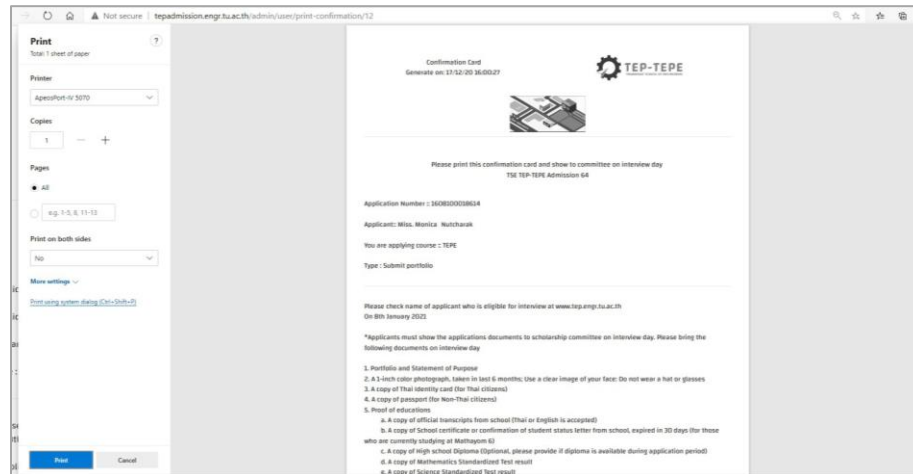 Not secure | tepadmission.engr.tu.ac.th/admin/user/print-confirmation/12
Print
?
Total: 1 sheet of paper
Printer
ApeosPort-IV 5070
Copies
1
Pages
All
e.g. 1-5, 8, 11-13
Print on both sides
No
More settings
Print using system dialog (Ctrl+Shift+P)
Print
Cancel
Confirmation Card
Generate on: 17/12/20 16:00:27
TEP-TEPE
Please print this confirmation card and show to committee on interview day
TSE TEP-TEPE Admission 64
Application Number :: 1608100018614
Applicant:: Miss. Monica Nutcharak
You are applying course :: TEPE
Type : Submit portfolio
Please check name of applicant who is eligible for interview at www.tep.engr.tu.ac.th
On 8th January 2021
*Applicants must show the applications documents to scholarship committee on interview day. Please bring the
following documents on interview day
1. Portfolio and Statement of Purpose
2. A 1-inch color photograph, taken in last 6 months; Use a clear image of your face: Do not wear a hat or glasses
3. A copy of Thai identity card (for Thai citizens)
4. A copy of passport (for Non-Thai citizens)
5. Proof of educations
a. A copy of official transcripts from school (Thai or English is accepted)
b. A copy of School certificate or confirmation of student status letter from school, expired in 30 days (for those
who are currently studying at Mathayom 6)
c. A copy of High school Diploma (Optional, please provide if diploma is available during application period)
d. A copy of Mathematics Standardized Test result
e. A copy of Science Standardized Test result